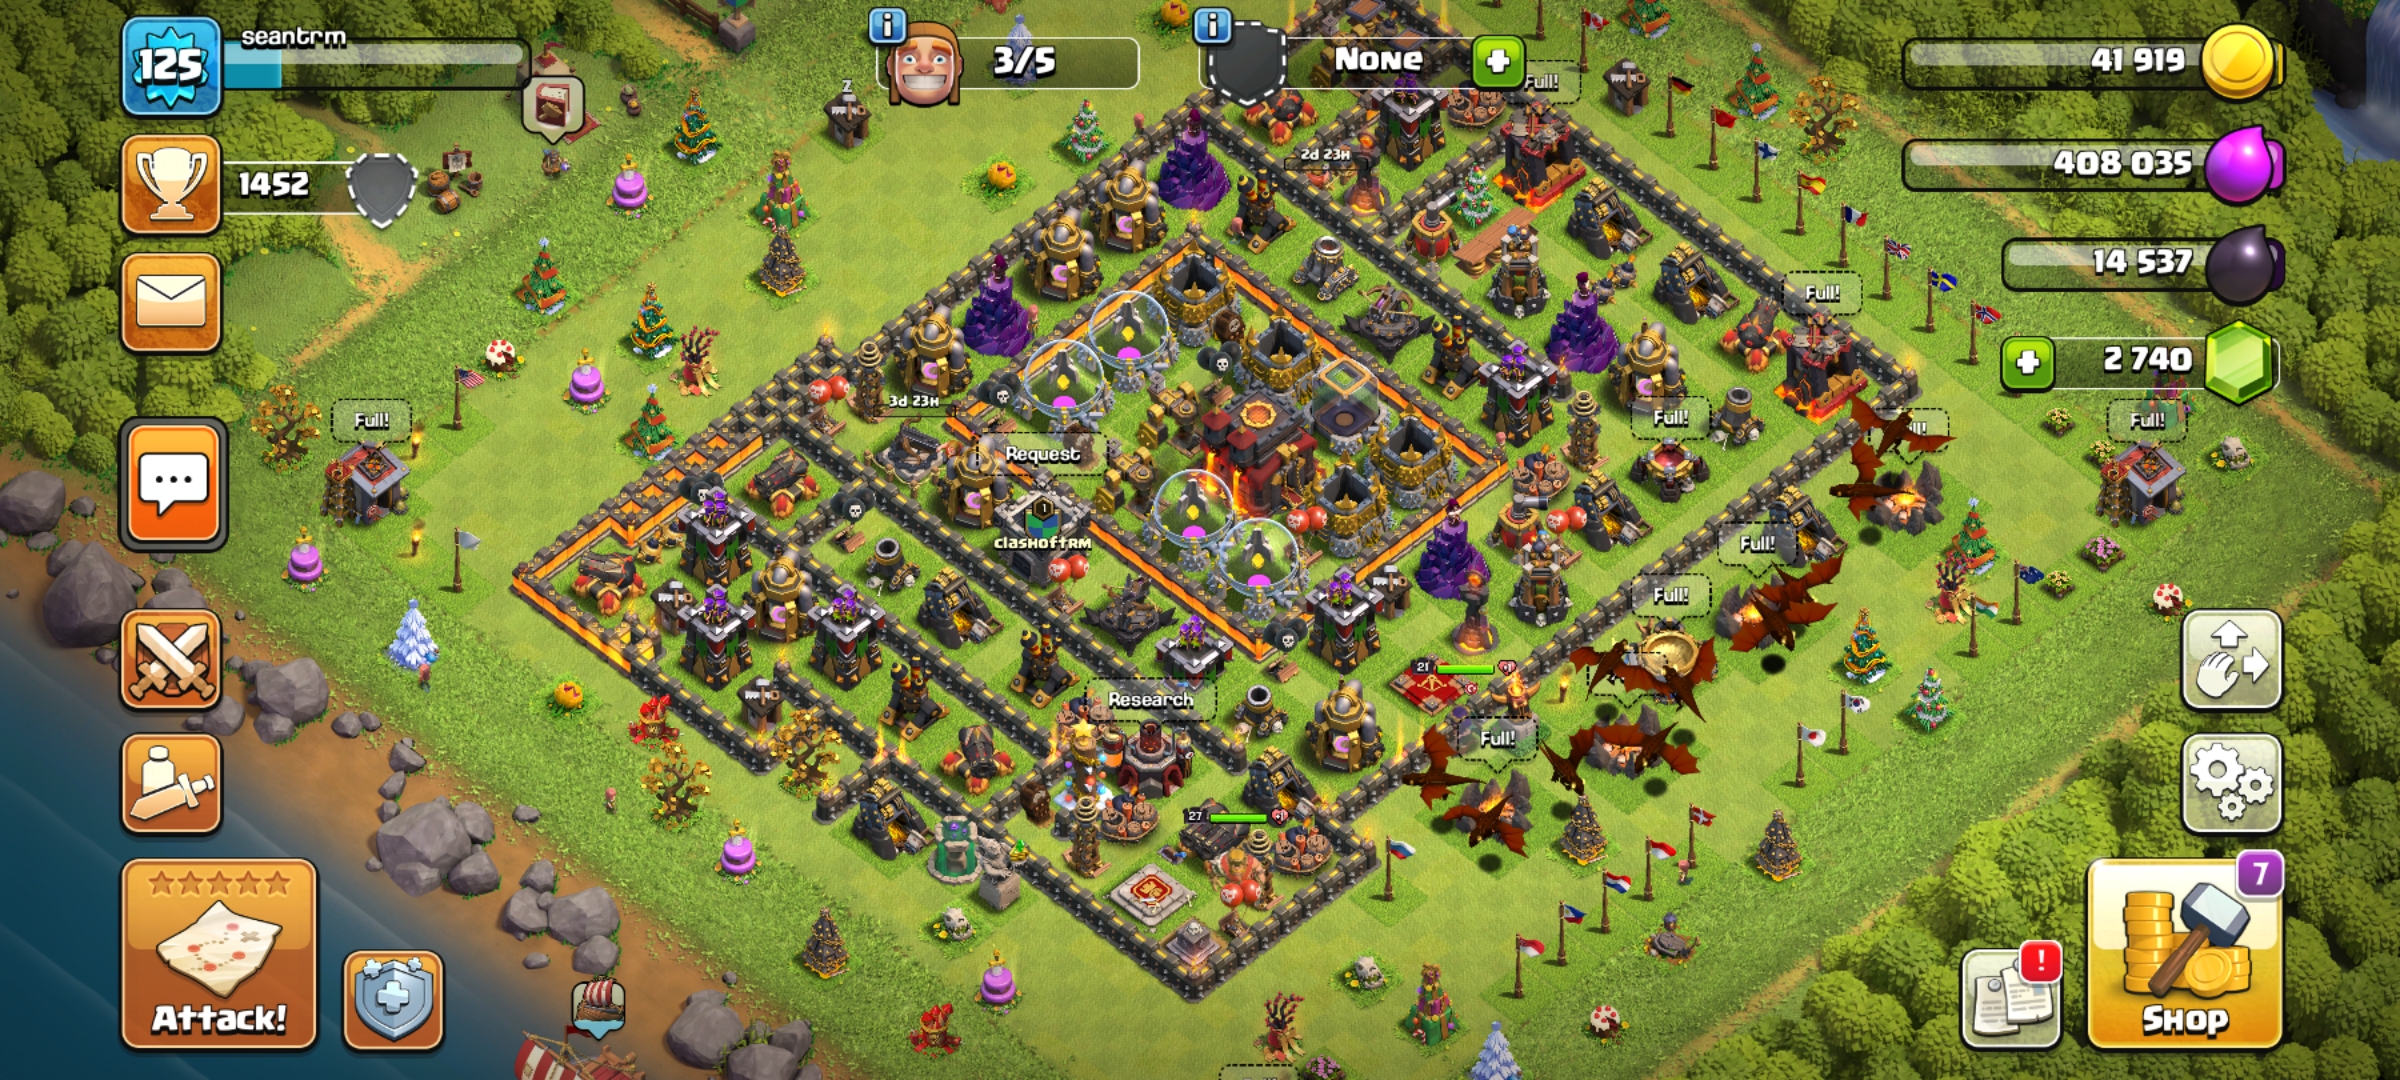 125
seantrm
3/5
None
41 919
Full!
Z
408 035
2d 23H
1452
14 537
Full!
2 740
3d 23H
Full!
Full!
Full!
Request
1
clashoftrm
Full!
Full!
21
Research
Full!
27
7
!
Attack!
Shop